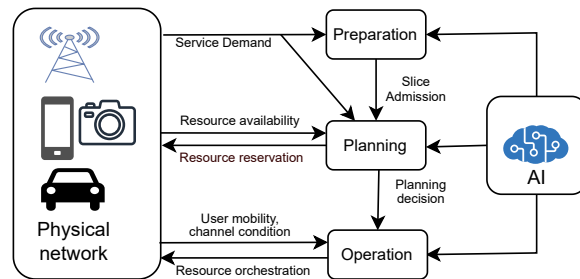 Service Demand
Preparation
Slice
Admission
Resource availability
Resource reservation
Planning
AI
Planning
decision
User mobility,
channel condition
Physical
network
Operation
Resource orchestration